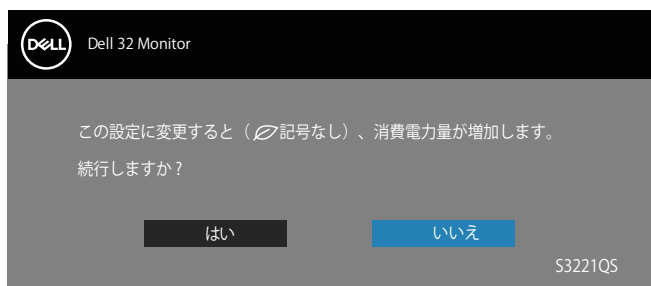 DELL
Dell 32 Monitor
この設定に変更すると（ 記号なし）、消費電力量が増加します。
続行しますか？
はい
いいえ
S3221QS